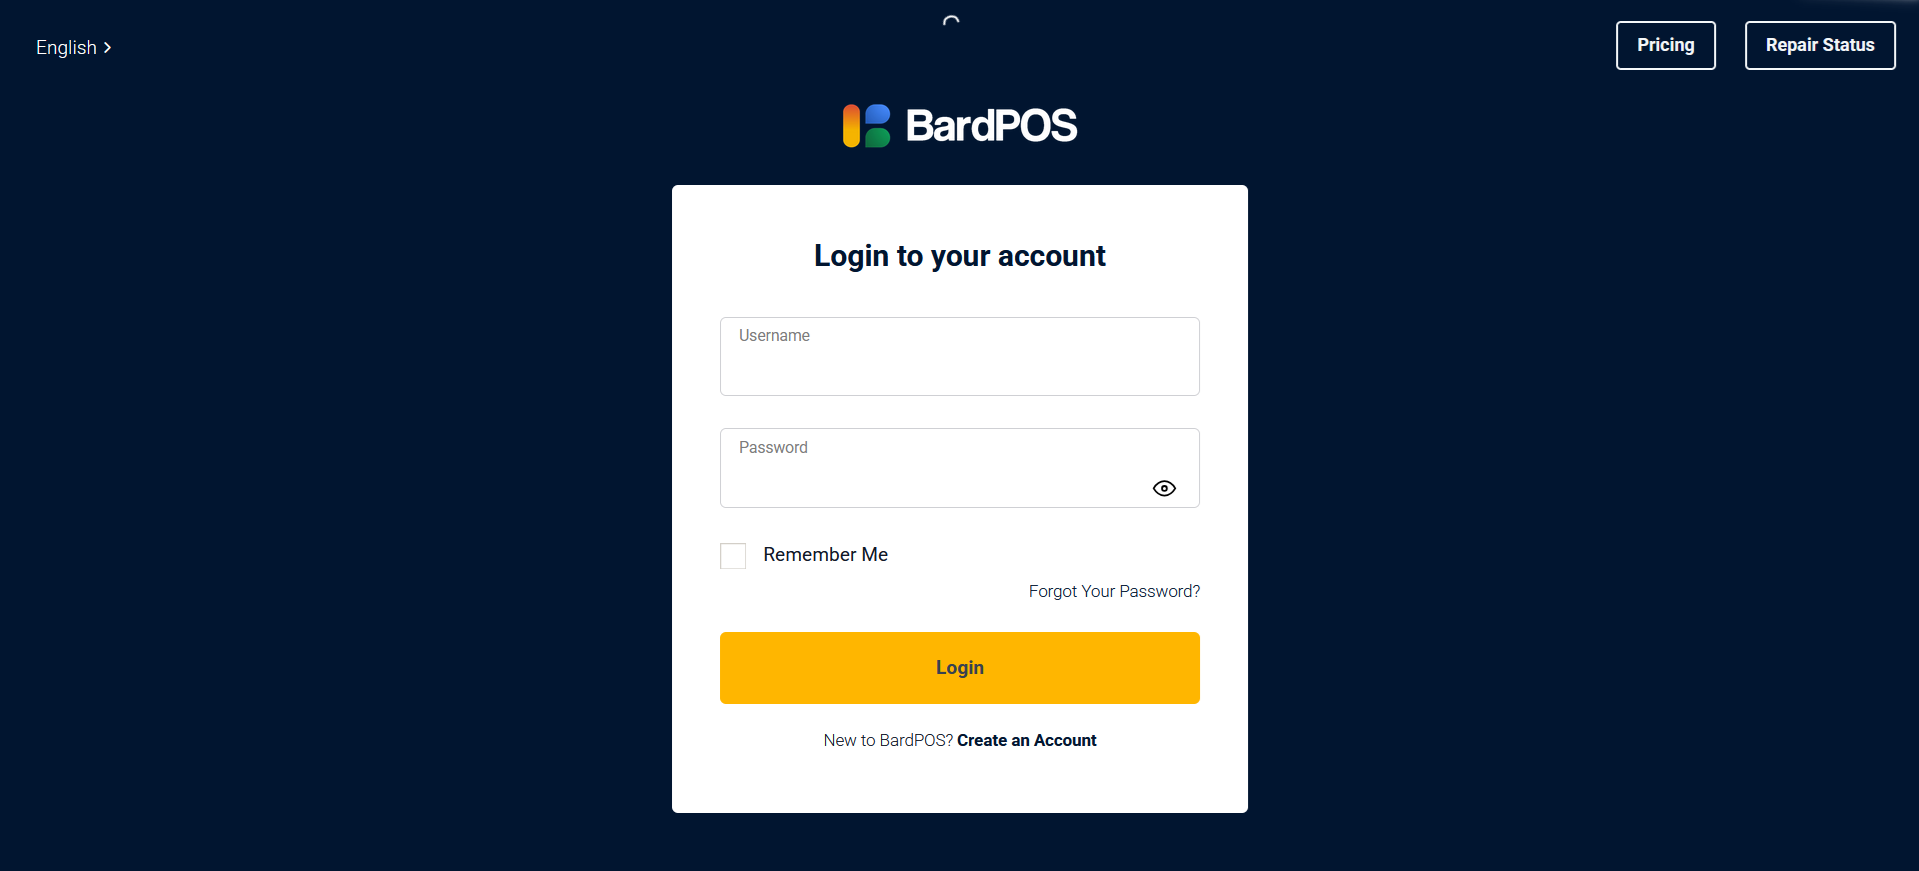 English
Pricing
Repair Status
BardPOS
Login to your account
Username
Password
Remember Me
Forgot Your Password?
Login
New to BardPOS? Create an Account